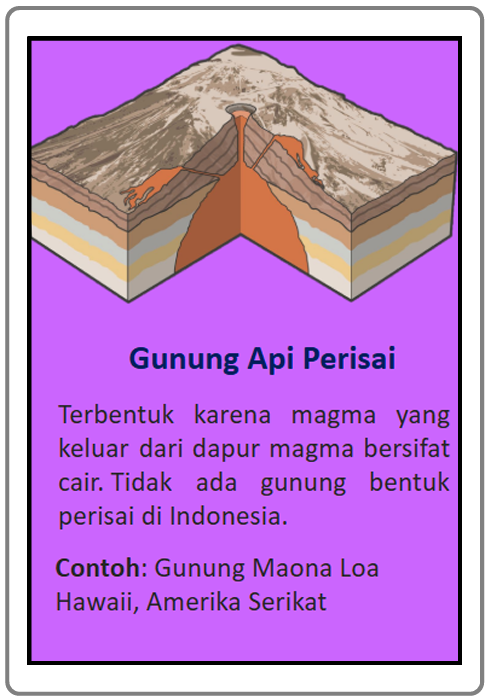 Gunung Api Perisai
Terbentuk karena magma yang
keluar dari dapur magma bersifat
cair. Tidak ada gunung bentuk
perisai di Indonesia.
Contoh: Gunung Maona Loa
Hawaii, Amerika Serikat